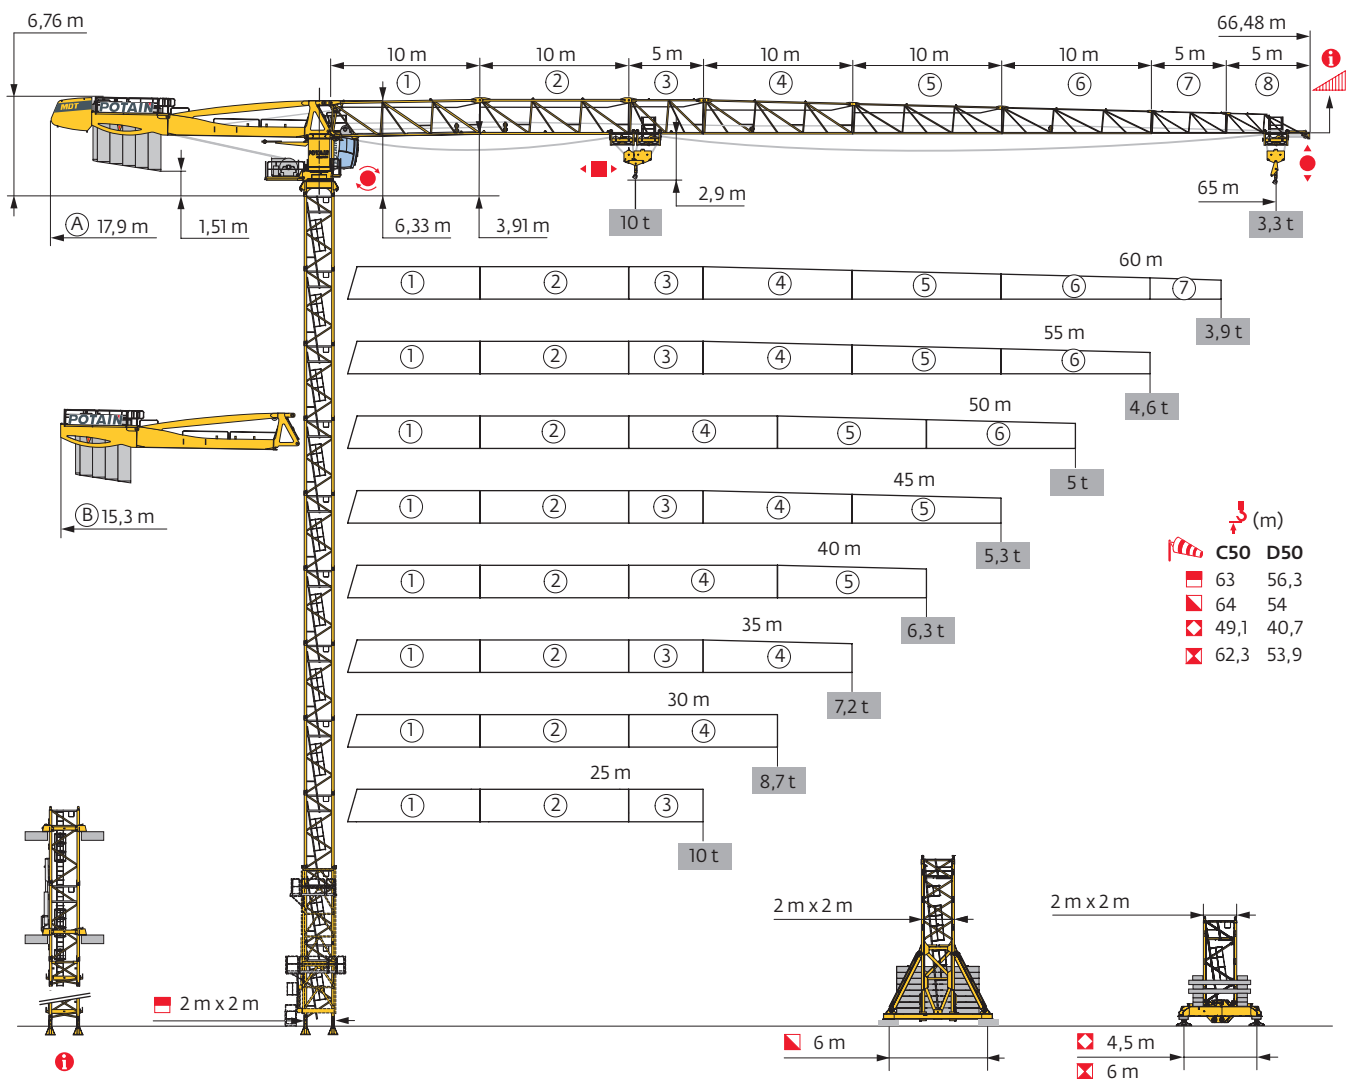 6,76 m
66,48 m
10 m 10 m 5 m 10 m 10 m 10 m 5 m 5 m
1 2 3 4 5 6 7 8
i
MDT POTAIN
POTAIN
A 17,9 m
1,51 m
6,33 m
3,91 m
2,9 m
10 t
65 m
3,3 t
60 m
1 2 3 4 5 6 7
3,9 t
55 m
1 2 3 4 5 6
4,6 t
50 m
1 2 4 5 6
5 t
POTAIN
B 15,3 m
45 m
1 2 3 4 5
5,3 t
40 m
1 2 4 5
6,3 t
35 m
1 2 3 4
7,2 t
30 m
1 2 4
8,7 t
25 m
1 2 3
10 t
(m)
C50 D50
63 56,3
64 54
49,1 40,7
62,3 53,9
2 m x 2 m
2 m x 2 m
2 m x 2 m
6 m
4,5 m
6 m
i